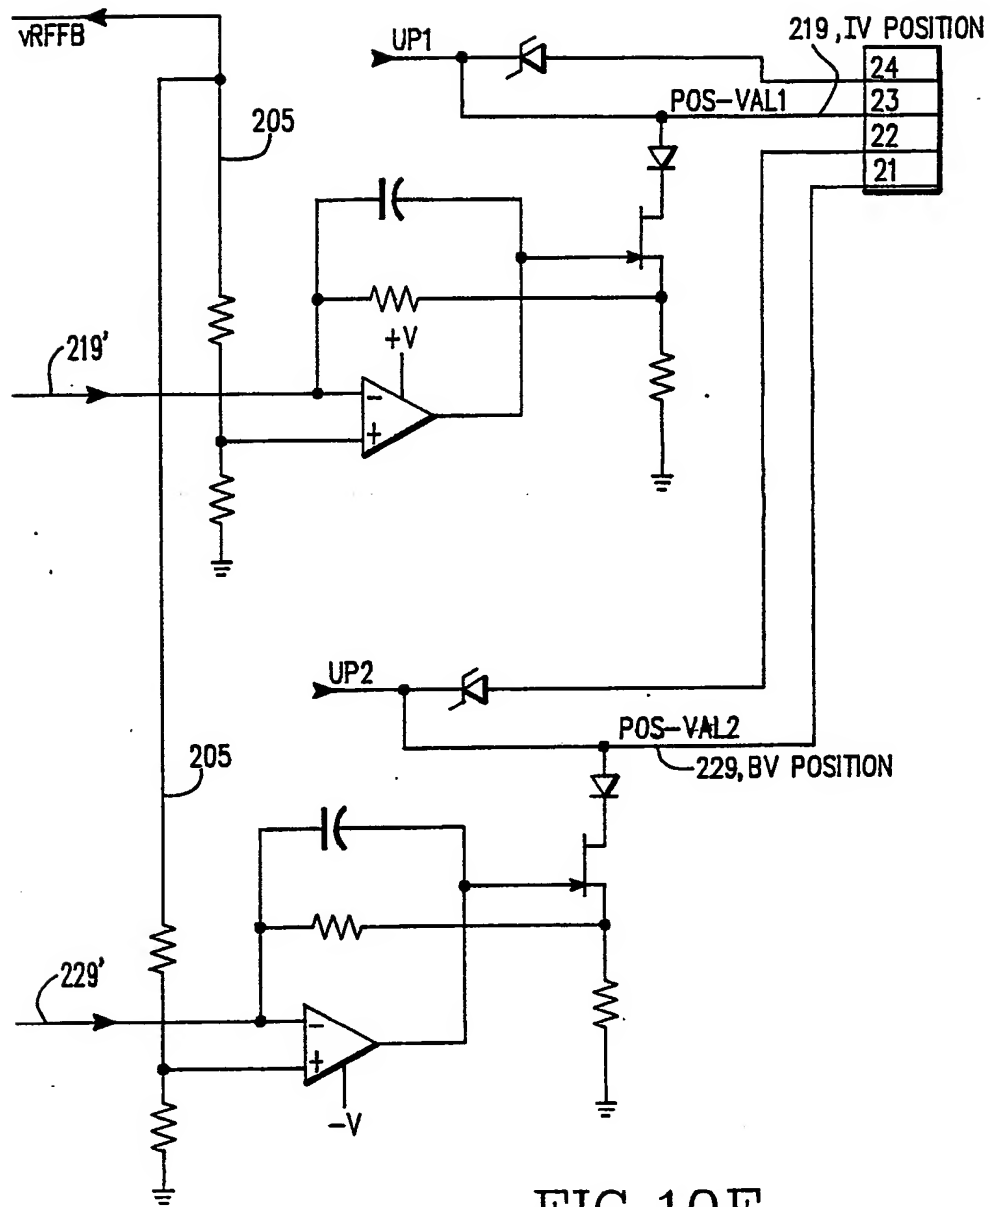 vRFFB
UP1
219, IV POSITION
24
23
22
21
POS-VAL1
205
219'
+V
-
+
UP2
POS-VAL2
229, BV POSITION
205
229'
-
+
-V